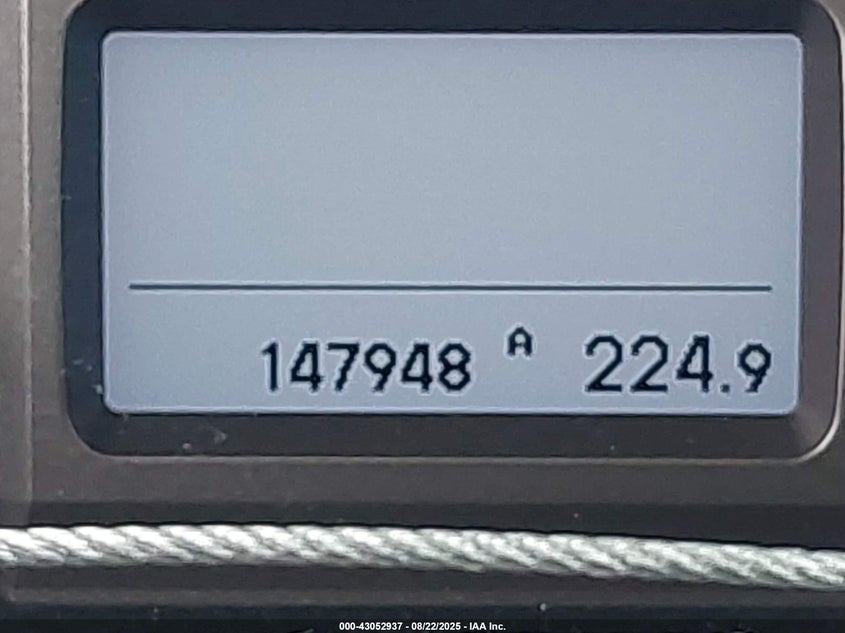 147948 A 224.9
000-43052937 - 08/22/2025 - IAA Inc.